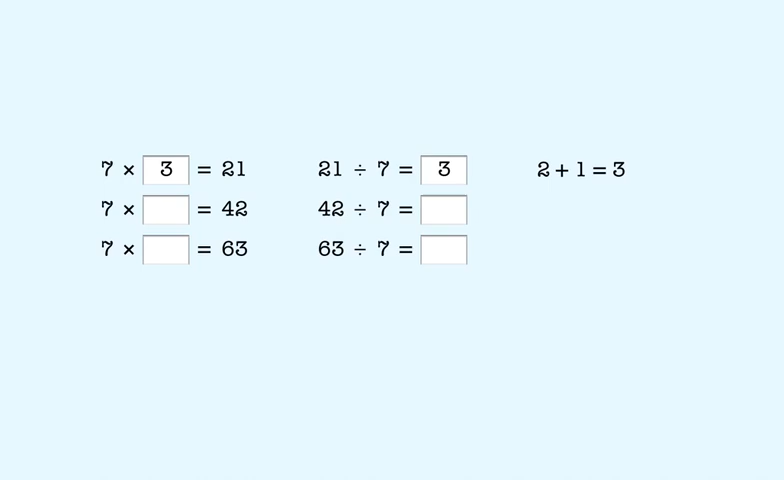 7 × 3 = 21 21 ÷ 7 = 3 2 + 1 = 3
7 × = 42 42 ÷ 7 =
7 × = 63 63 ÷ 7 =